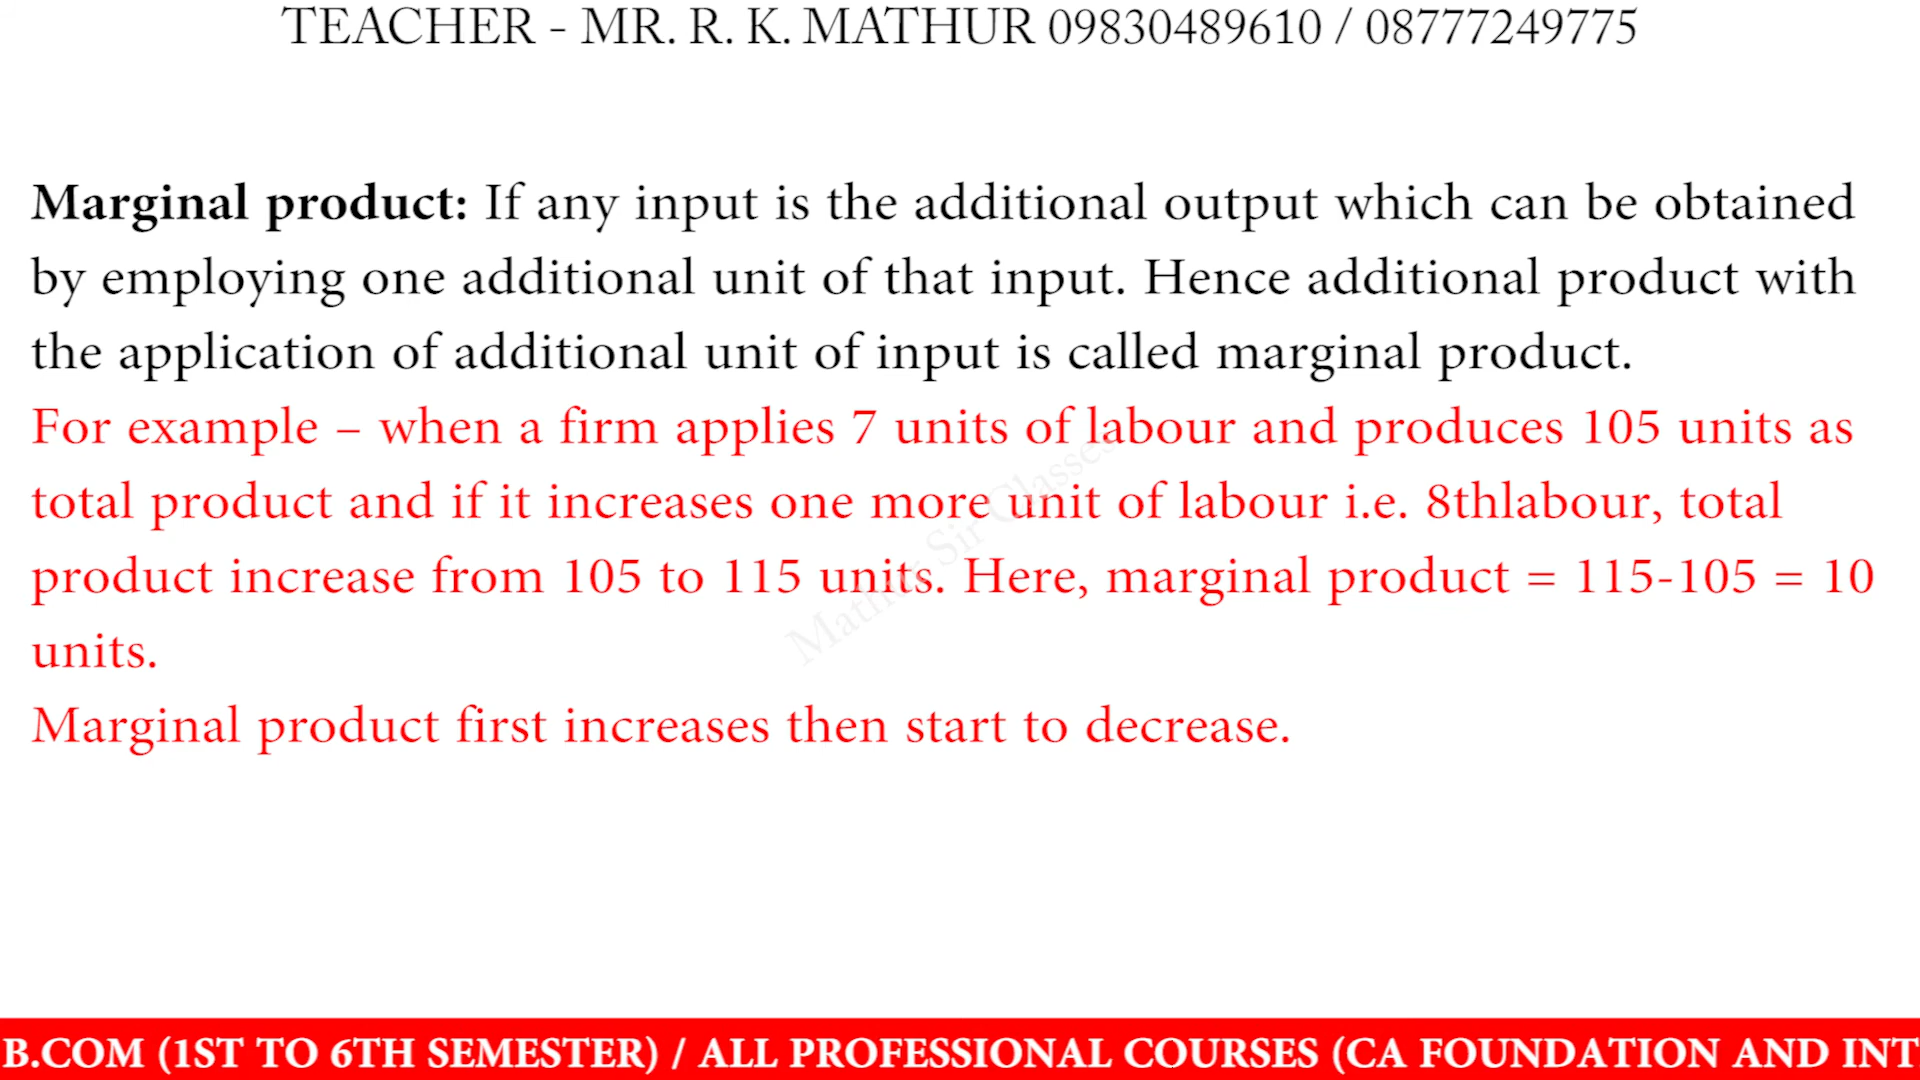 TEACHER - MR. R. K. MATHUR 09830489610 / 08777249775
Marginal product: If any input is the additional output which can be obtained
by employing one additional unit of that input. Hence additional product with
the application of additional unit of input is called marginal product.
For example – when a firm applies 7 units of labour and produces 105 units as
total product and if it increases one more unit of labour i.e. 8thlabour, total
product increase from 105 to 115 units. Here, marginal product = 115-105 = 10
units.
Marginal product first increases then start to decrease.
Mathur Sir Classes
B.COM (1ST TO 6TH SEMESTER) / ALL PROFESSIONAL COURSES (CA FOUNDATION AND INT